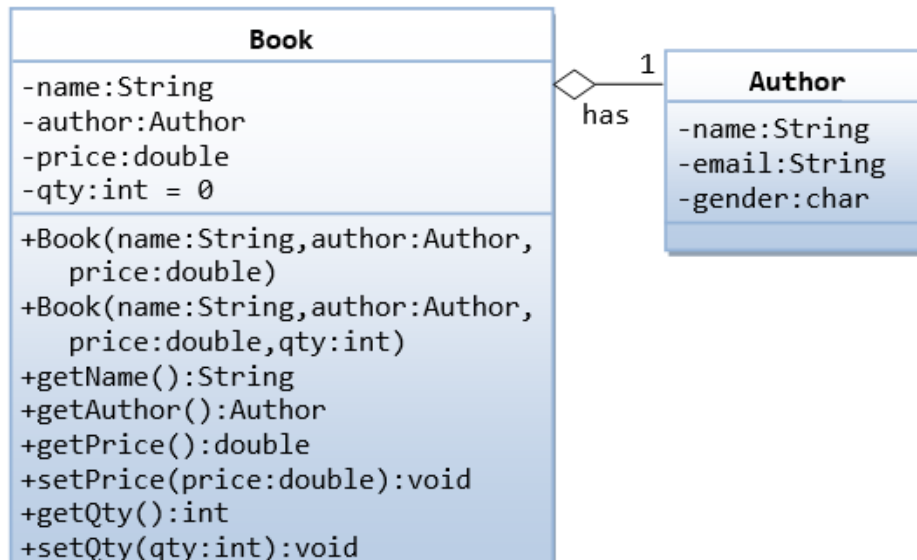 Book
-name:String
-author:Author
-price:double
-qty:int = 0
+Book(name:String,author:Author,
price:double)
+Book(name:String,author:Author,
price:double,qty:int)
+getName():String
+getAuthor():Author
+getPrice():double
+setPrice(price:double):void
+getQty():int
+setQty(qty:int):void
1
has
Author
-name:String
-email:String
-gender:char